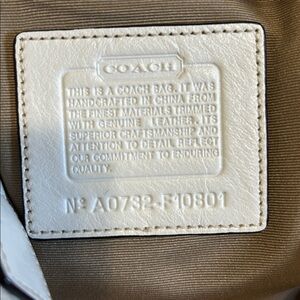 COACH
THIS IS A COACH BAG. IT WAS
HANDCRAFTED IN CHINA FROM
THE FINEST MATERIALS TRIMMED
WITH GENUINE LEATHER. ITS
SUPERIOR CRAFTSMANSHIP AND
ATTENTION TO DETAIL REFLECT
OUR COMMITMENT TO ENDURING
QUALITY.
Nº A0732-F10801